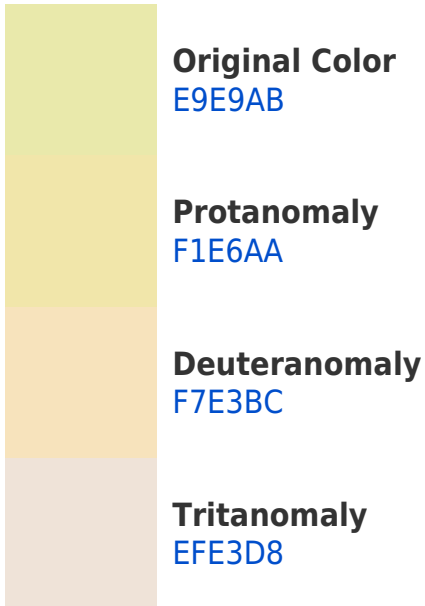 Original Color
E9E9AB
Protanomaly
F1E6AA
Deuteranomaly
F7E3BC
Tritanomaly
EFE3D8